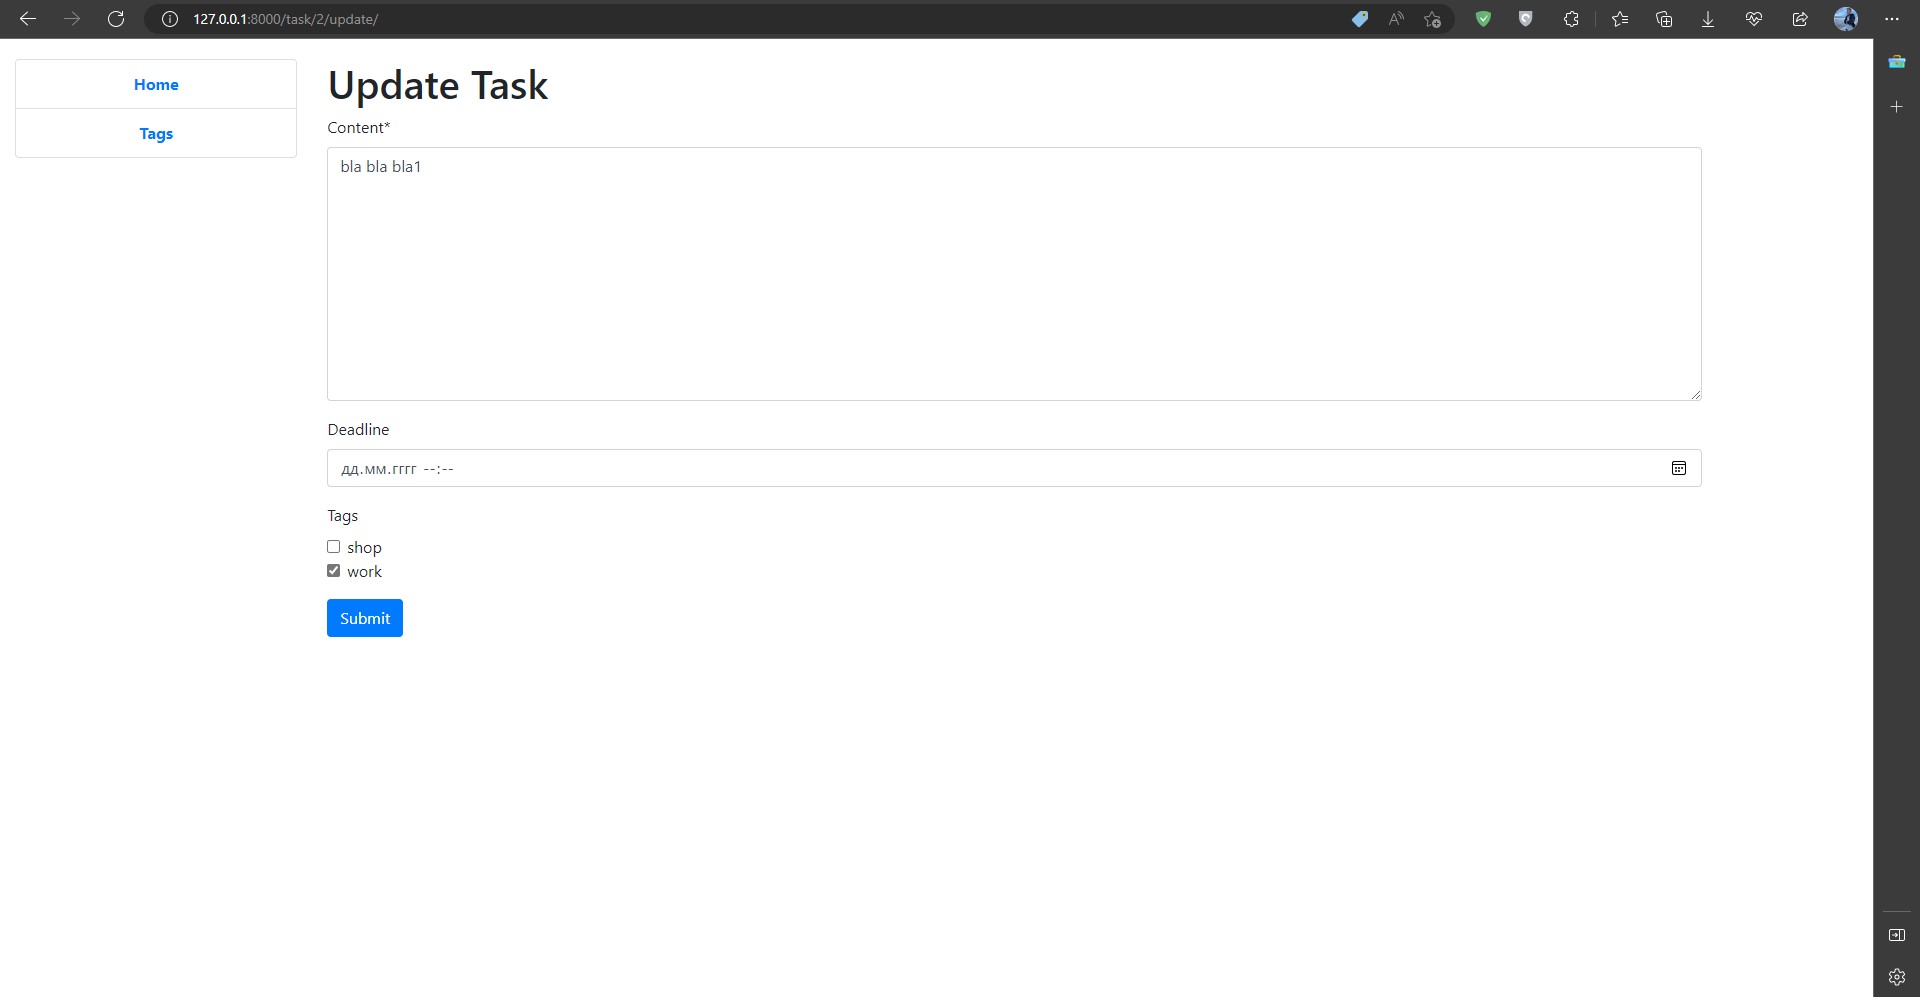 127.0.0.1:8000/task/2/update/
Home
Tags
Update Task
Content*
bla bla bla1
Deadline
дд.мм.гггг --:--
Tags
shop
work
Submit